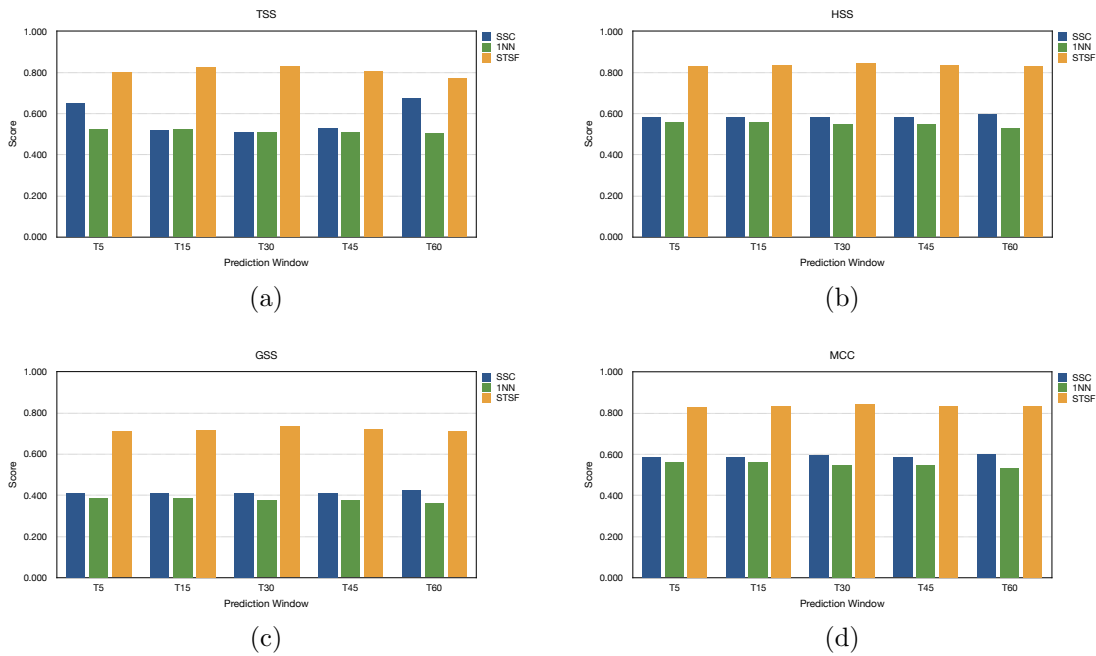 TSS
1.000
0.800
0.600
0.400
0.200
0.000
Score
T5 T15 T30 T45 T60
Prediction Window
SSC
1NN
STSF
(a)
HSS
1.000
0.800
0.600
0.400
0.200
0.000
Score
T5 T15 T30 T45 T60
Prediction Window
SSC
1NN
STSF
(b)
GSS
1.000
0.800
0.600
0.400
0.200
0.000
Score
T5 T15 T30 T45 T60
Prediction Window
SSC
1NN
STSF
(c)
MCC
1.000
0.800
0.600
0.400
0.200
0.000
Score
T5 T15 T30 T45 T60
Prediction Window
SSC
1NN
STSF
(d)